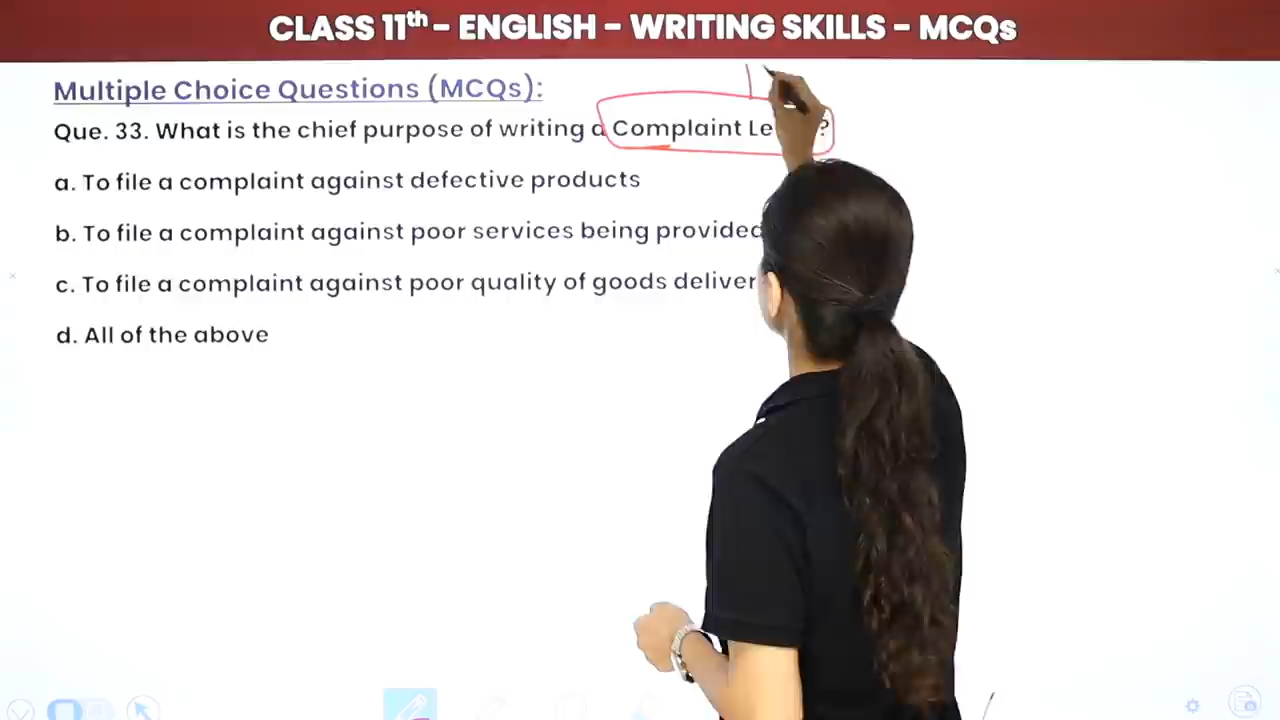 CLASS 11th – ENGLISH – WRITING SKILLS – MCQs
Multiple Choice Questions (MCQs):
Que. 33. What is the chief purpose of writing a Complaint ?
a. To file a complaint against defective products
b. To file a complaint against poor services being provided
c. To file a complaint against poor quality of goods
d. All of the above